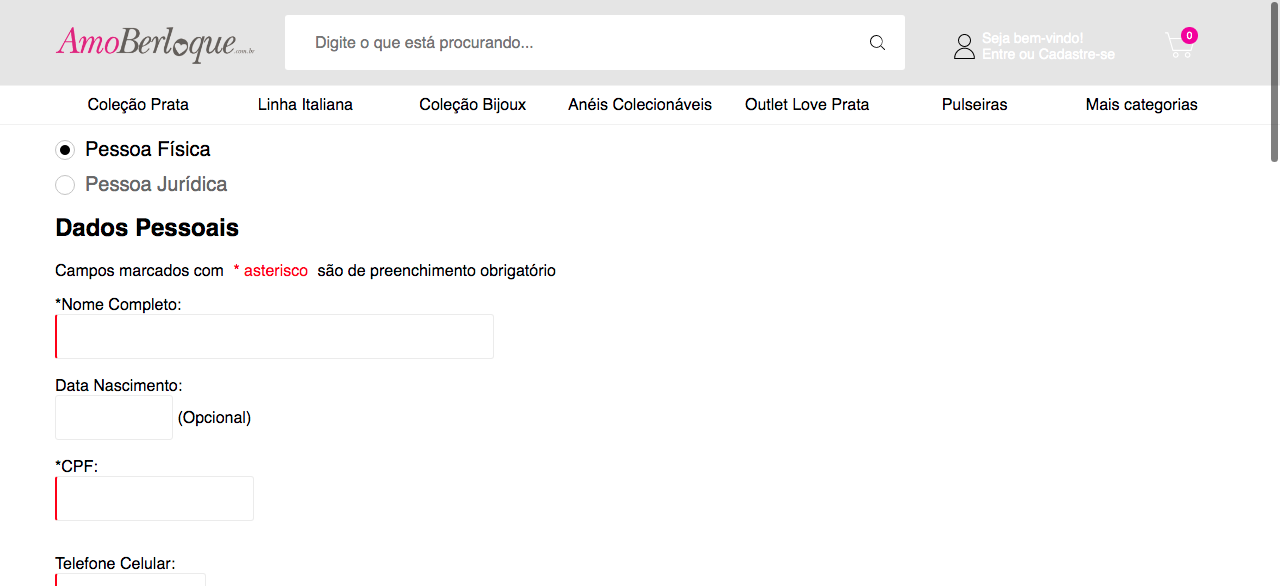 AmoBerloque.com.br
Digite o que está procurando...
Seja bem-vindo!
Entre ou Cadastre-se
0
Coleção Prata
Linha Italiana
Coleção Bijoux
Anéis Colecionáveis
Outlet Love Prata
Pulseiras
Mais categorias
Pessoa Física
Pessoa Jurídica
Dados Pessoais
Campos marcados com * asterisco são de preenchimento obrigatório
*Nome Completo:
Data Nascimento:
(Opcional)
*CPF:
Telefone Celular: